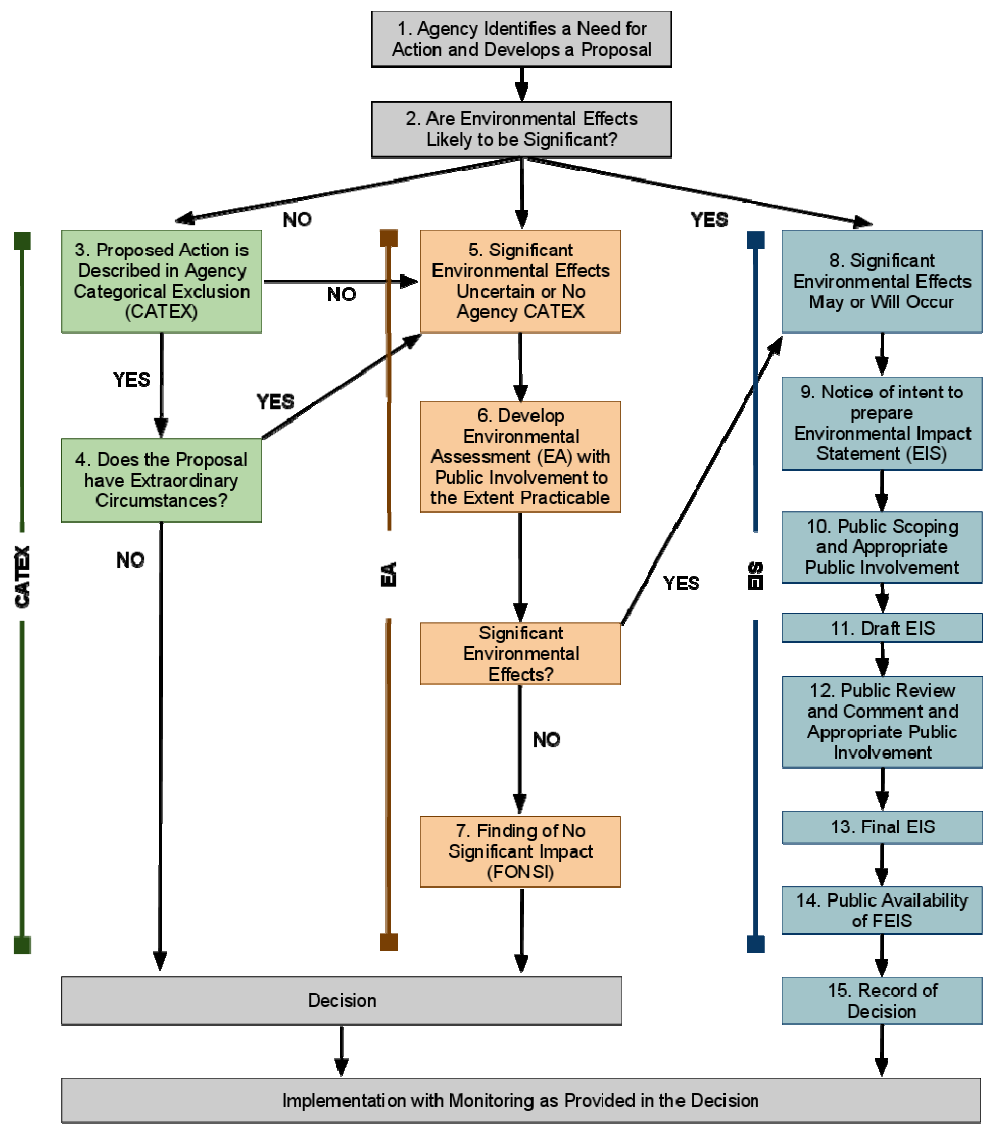 1. Agency Identifies a Need for
Action and Develops a Proposal
2. Are Environmental Effects
Likely to be Significant?
NO
YES
3. Proposed Action is
Described in Agency
Categorical Exclusion
(CATEX)
NO
5. Significant
Environmental Effects
Uncertain or No
Agency CATEX
8. Significant
Environmental Effects
May or Will Occur
YES
YES
4. Does the Proposal
have Extraordinary
Circumstances?
NO
6. Develop
Environmental
Assessment (EA) with
Public Involvement to
the Extent Practicable
9. Notice of intent to
prepare
Environmental Impact
Statement (EIS)
10. Public Scoping
and Appropriate
Public Involvement
CATEX
EA
EIS
YES
Significant
Environmental
Effects?
NO
11. Draft EIS
12. Public Review
and Comment and
Appropriate Public
Involvement
7. Finding of No
Significant Impact
(FONSI)
13. Final EIS
14. Public Availability
of FEIS
Decision
15. Record of
Decision
Implementation with Monitoring as Provided in the Decision